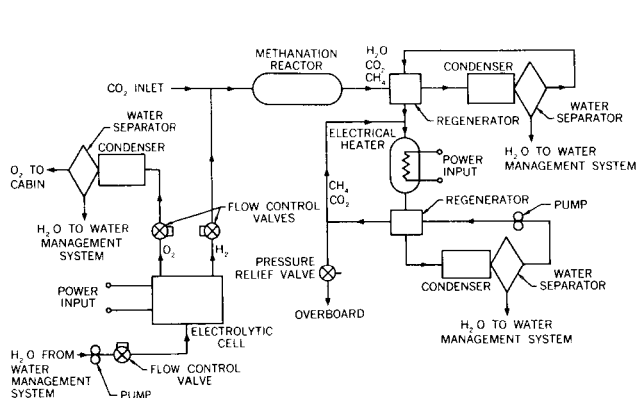 METHANATION
REACTOR
H2O
CO2
CH4
CONDENSER
CO2 INLET
WATER
SEPARATOR
REGENERATOR
H2O TO WATER
MANAGEMENT SYSTEM
WATER
SEPARATOR
CONDENSER
O2 TO
CABIN
H2O TO WATER
MANAGEMENT
SYSTEM
FLOW CONTROL
VALVES
O2
H2
ELECTRICAL
HEATER
POWER
INPUT
CH4
CO2
REGENERATOR
PUMP
PRESSURE
RELIEF VALVE
OVERBOARD
CONDENSER
WATER
SEPARATOR
H2O TO WATER
MANAGEMENT SYSTEM
POWER
INPUT
ELECTROLYTIC
CELL
H2O FROM
WATER
MANAGEMENT
SYSTEM
FLOW CONTROL
VALVE
PUMP